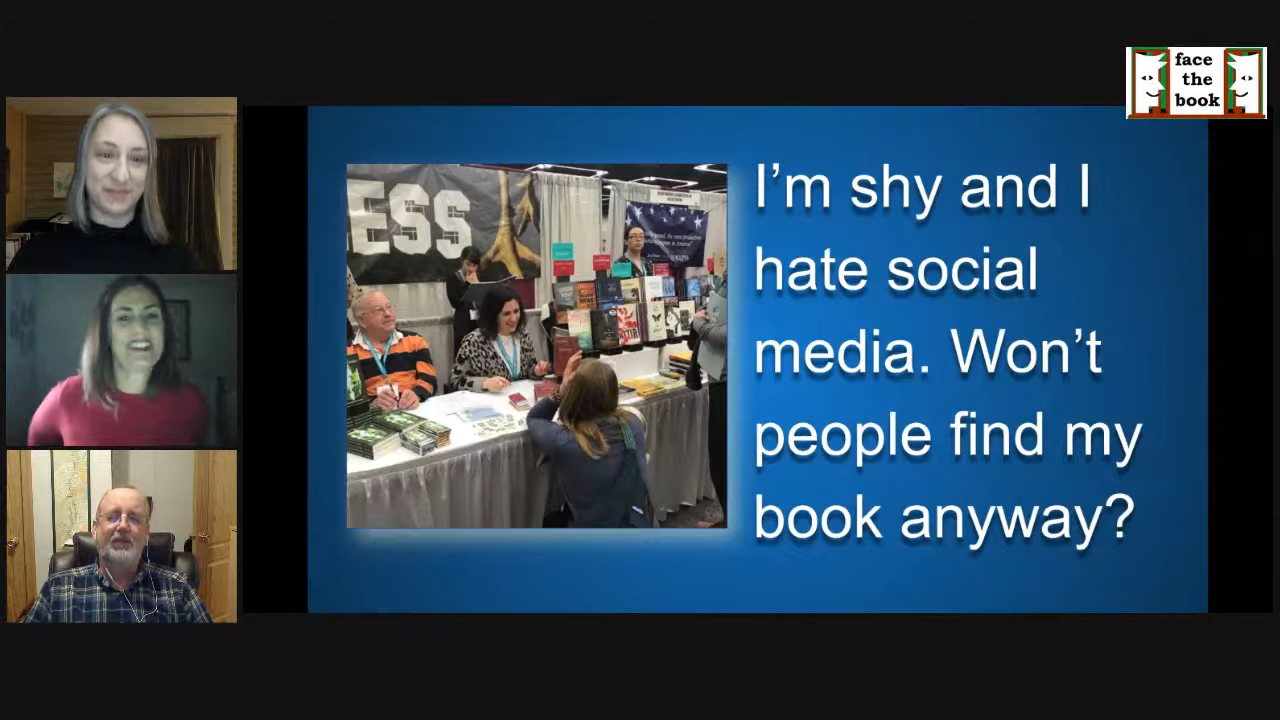 face
the
book
I’m shy and I
hate social
media. Won’t
people find my
book anyway?
ESS